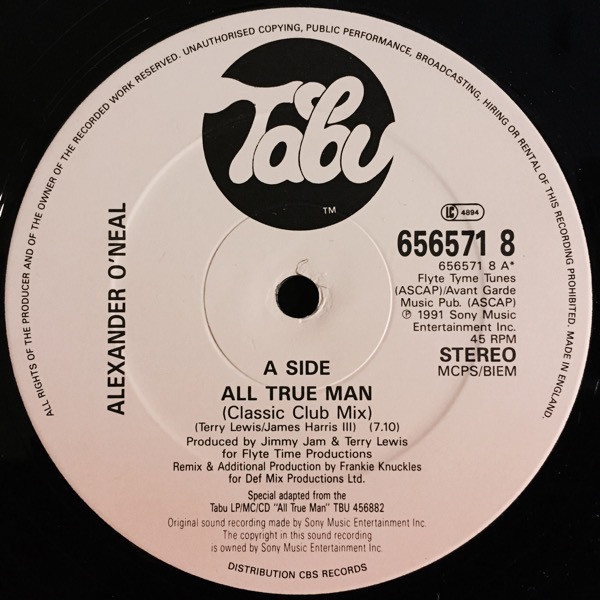 ALL RIGHTS OF THE PRODUCER AND OF THE OWNER OF THE RECORDED WORK RESERVED. UNAUTHORISED COPYING, PUBLIC PERFORMANCE, BROADCASTING, HIRING OR RENTAL OF THIS RECORDING PROHIBITED. MADE IN ENGLAND.
Tabu
TM
ALEXANDER O'NEAL
LC 4894
656571 8
656571 8 A*
Flyte Tyme Tunes
(ASCAP)/Avant Garde
Music Pub. (ASCAP)
℗ 1991 Sony Music
Entertainment Inc.
45 RPM
STEREO
MCPS/BIEM
A SIDE
ALL TRUE MAN
(Classic Club Mix)
(Terry Lewis/James Harris III) (7.10)
Produced by Jimmy Jam & Terry Lewis
for Flyte Time Productions
Remix & Additional Production by Frankie Knuckles
for Def Mix Productions Ltd.
Special adapted from the
Tabu LP/MC/CD "All True Man" TBU 456882
Original sound recording made by Sony Music Entertainment Inc.
The copyright in this sound recording
is owned by Sony Music Entertainment Inc.
DISTRIBUTION CBS RECORDS